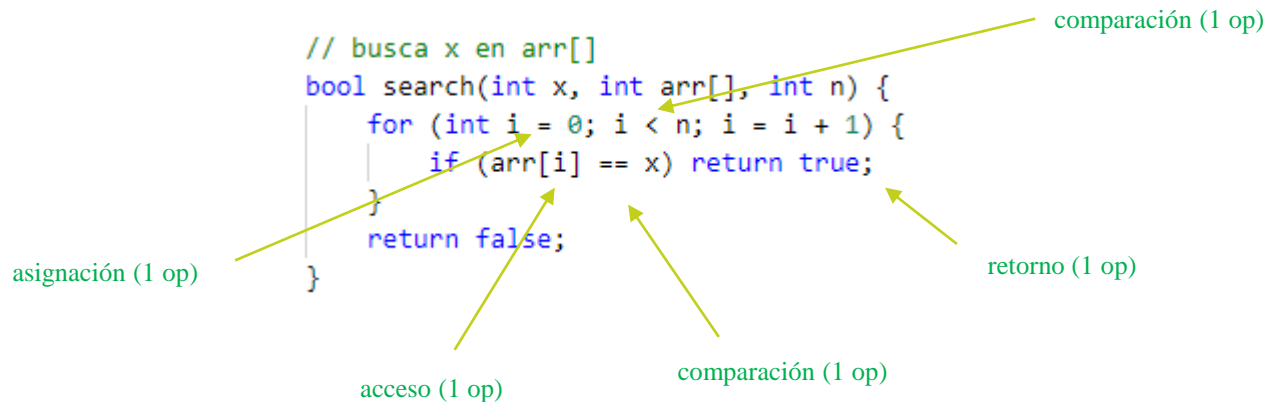 comparación (1 op)
// busca x en arr[]
bool search(int x, int arr[], int n) {
for (int i = 0; i < n; i = i + 1) {
if (arr[i] == x) return true;
}
return false;
}
asignación (1 op)
retorno (1 op)
acceso (1 op)
comparación (1 op)